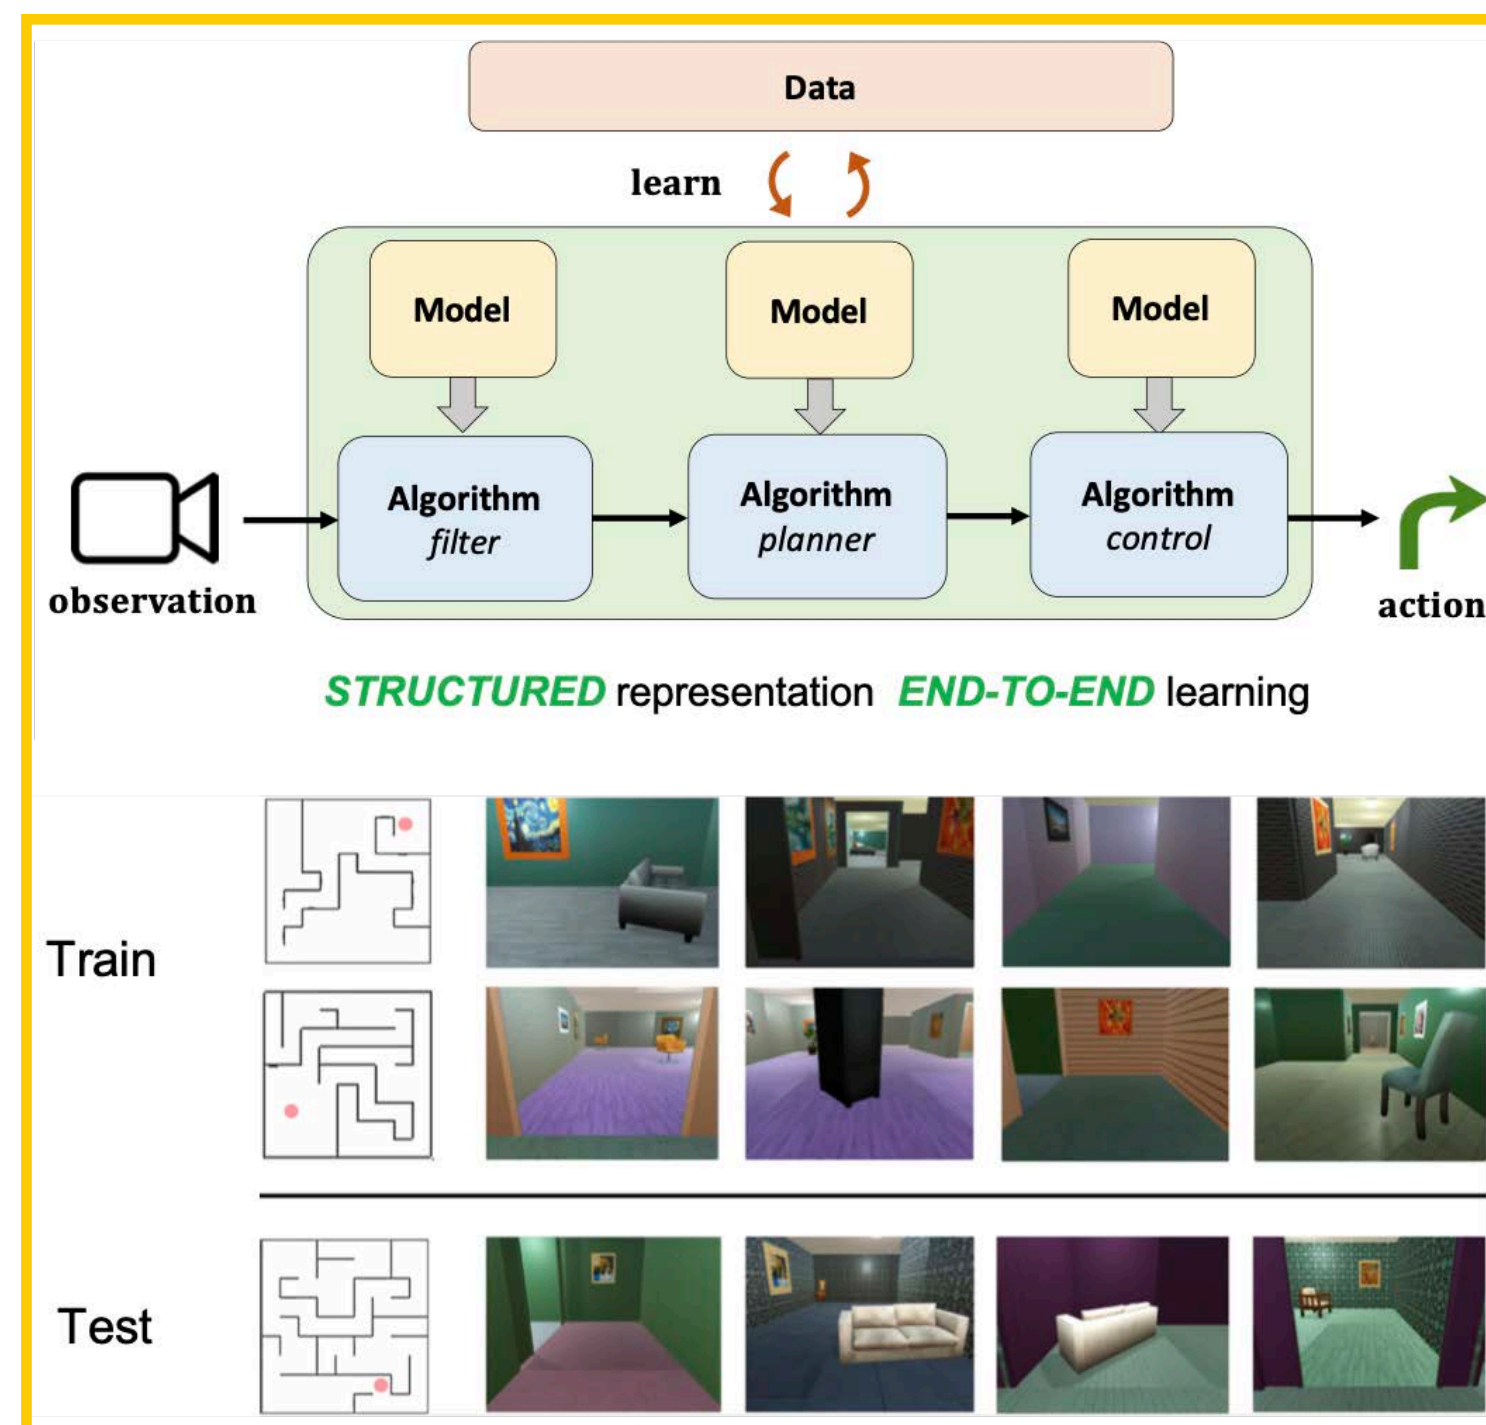 Data
learn
Model
Model
Model
Algorithm
filter
Algorithm
planner
Algorithm
control
observation
action
STRUCTURED representation END-TO-END learning
Train
Test